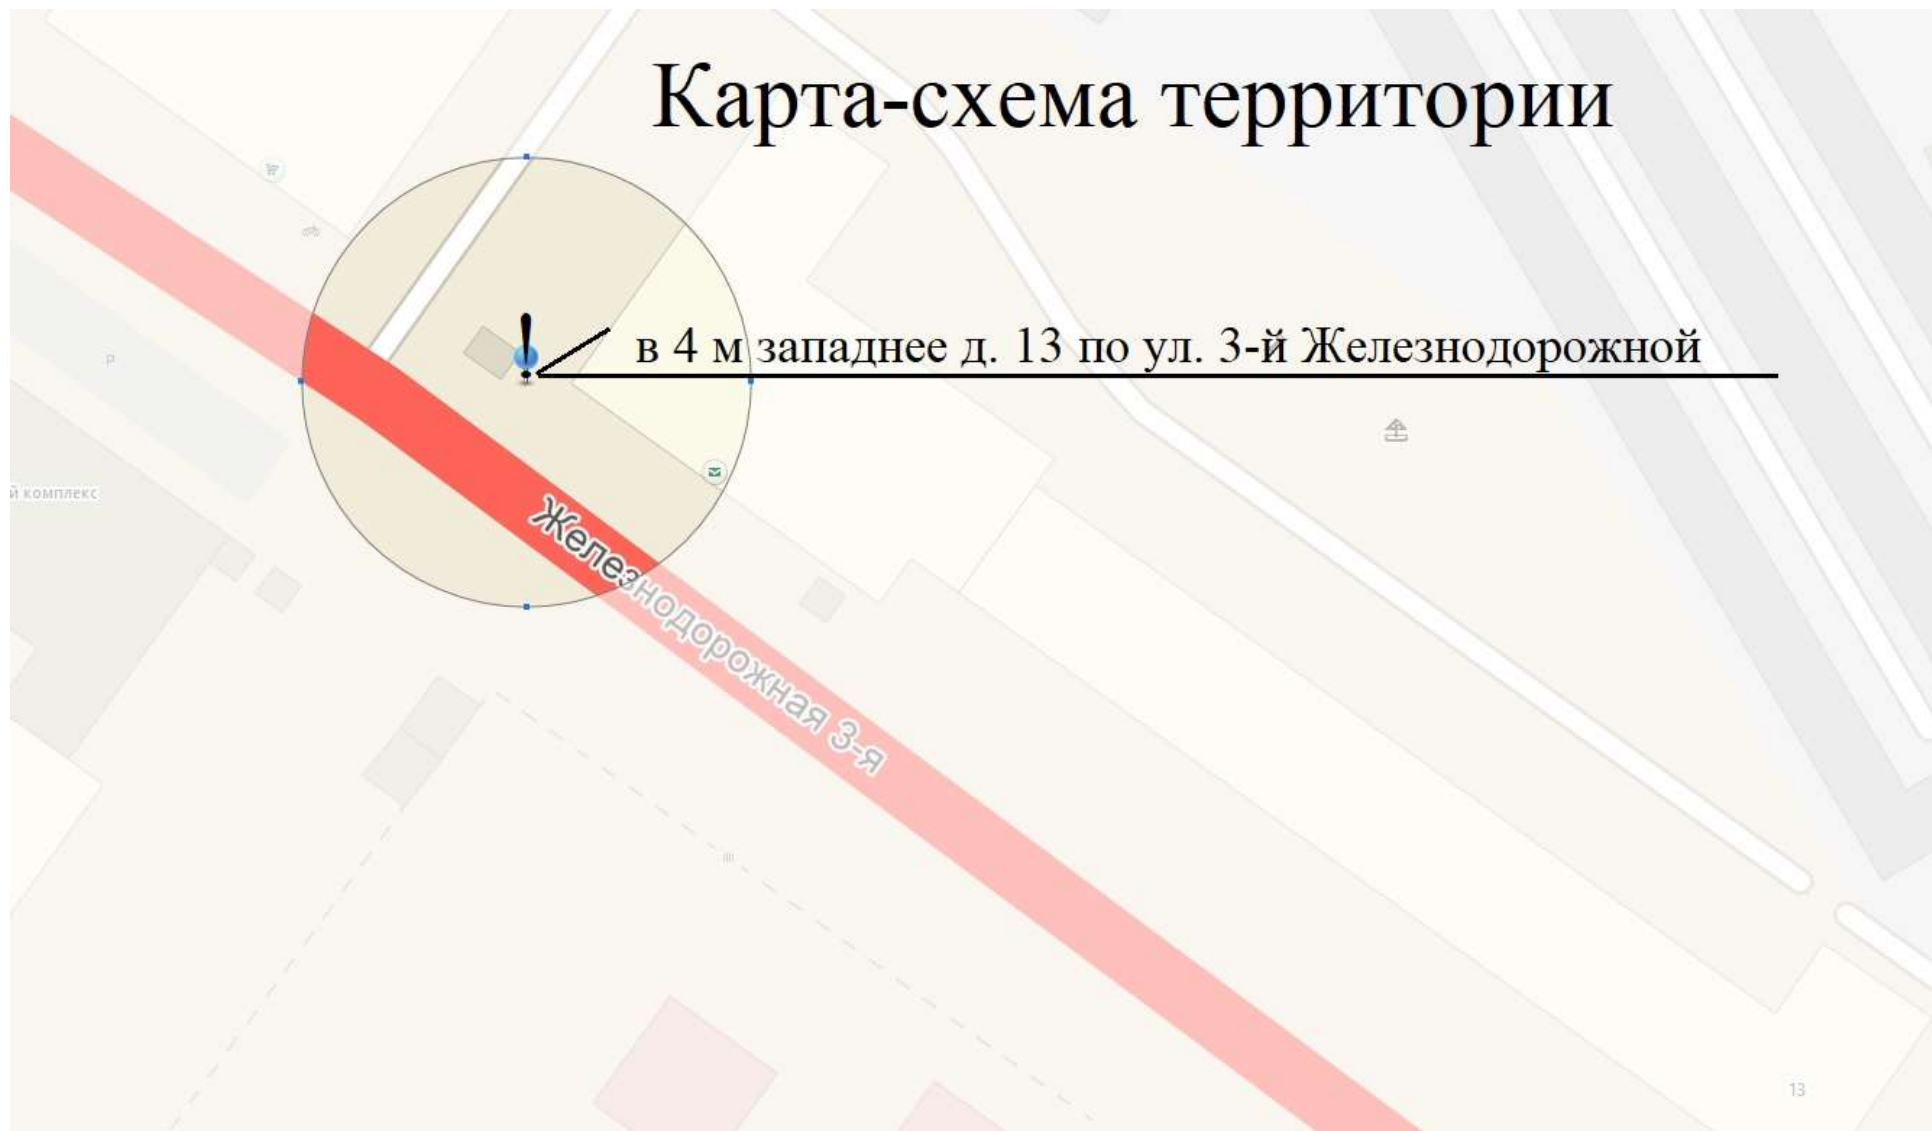 Карта-схема территории
в 4 м западнее д. 13 по ул. 3-й Железнодорожной
P
й комплекс
Железнодорожная 3-я
13